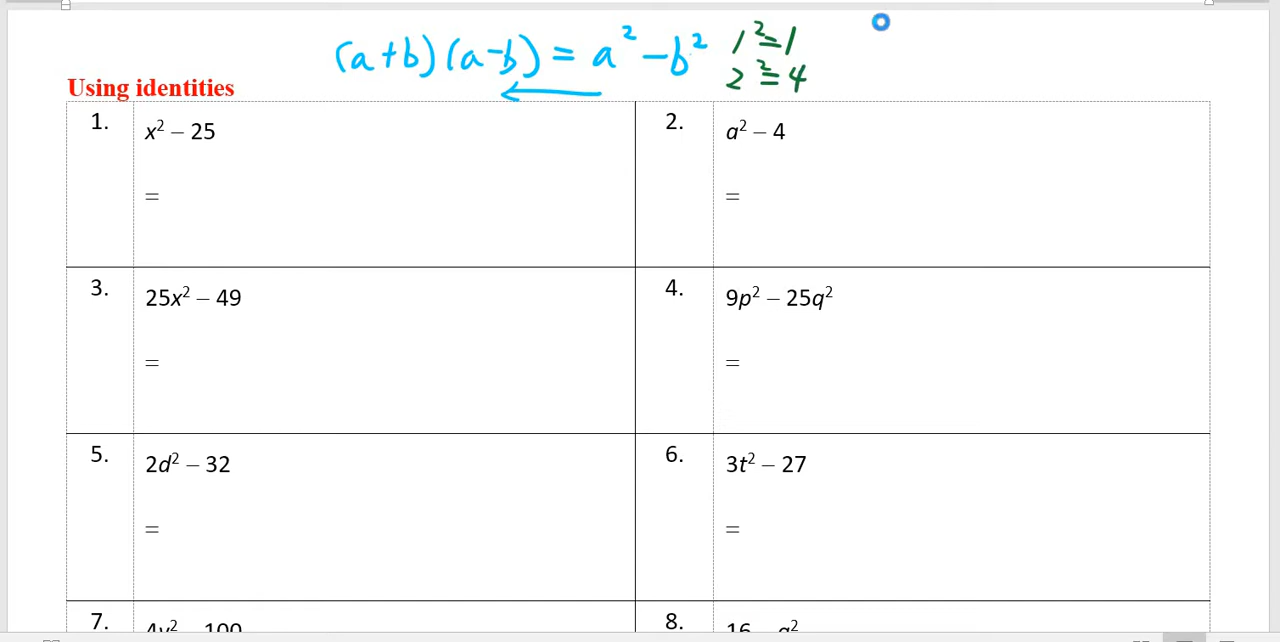 (a+b)(a-b) = a² - b² 1² = 1
2² = 4
Using identities
1. x² – 25
=
2. a² – 4
=
3. 25x² – 49
=
4. 9p² – 25q²
=
5. 2d² – 32
=
6. 3t² – 27
=
7.
8.